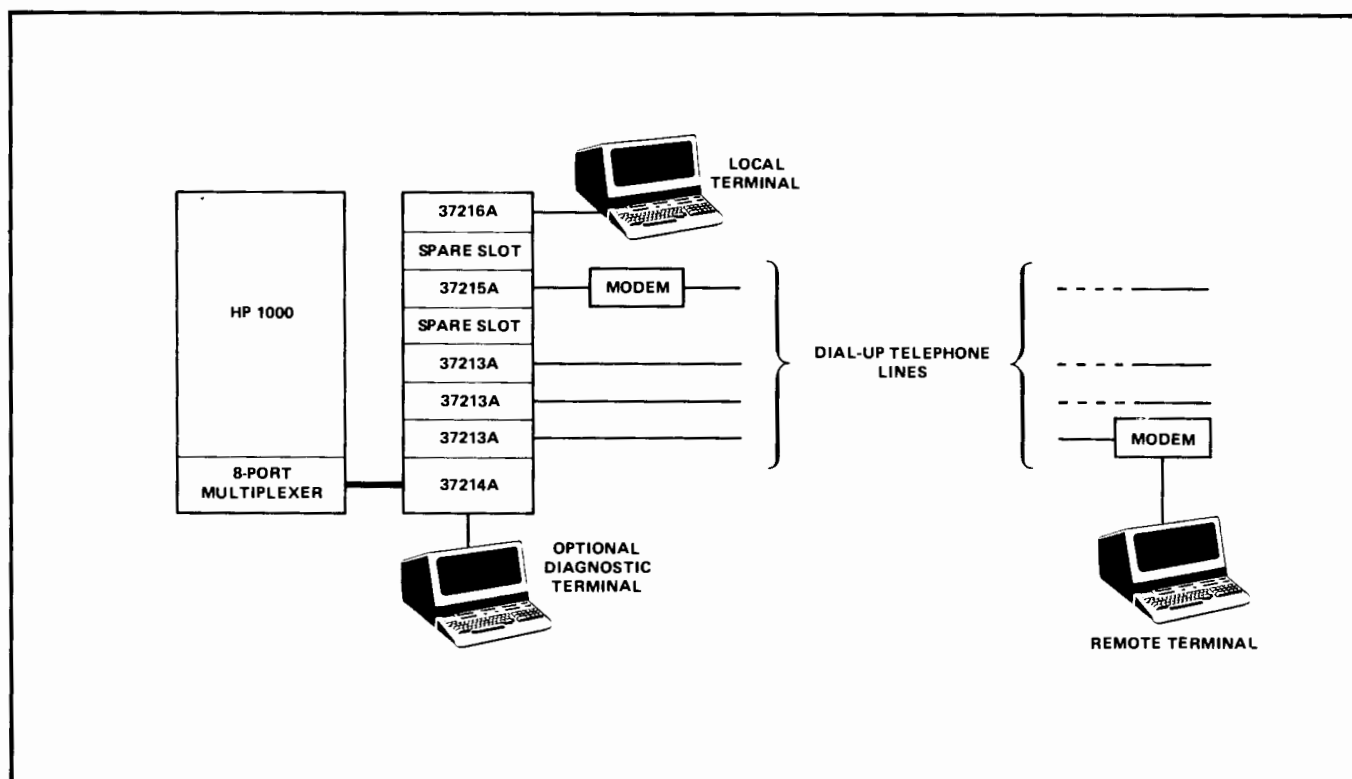 HP 1000
8-PORT
MULTIPLEXER
37216A
SPARE SLOT
37215A
SPARE SLOT
37213A
37213A
37213A
37214A
LOCAL
TERMINAL
MODEM
OPTIONAL
DIAGNOSTIC
TERMINAL
DIAL-UP TELEPHONE
LINES
MODEM
REMOTE TERMINAL